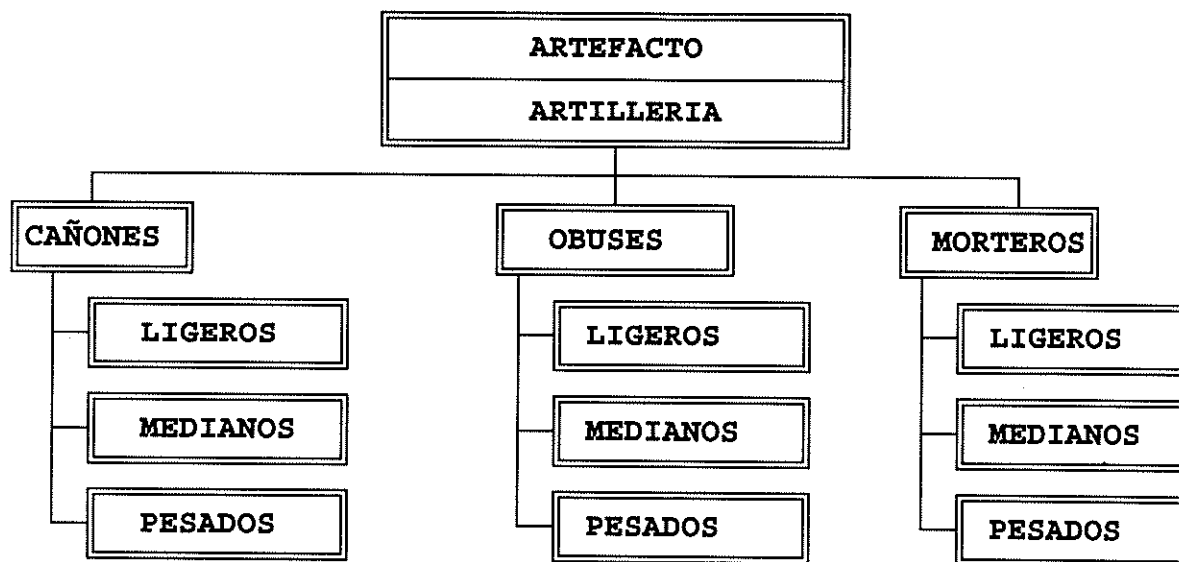 ARTEFACTO
ARTILLERIA
CAÑONES
LIGEROS
MEDIANOS
PESADOS
OBUSES
LIGEROS
MEDIANOS
PESADOS
MORTEROS
LIGEROS
MEDIANOS
PESADOS